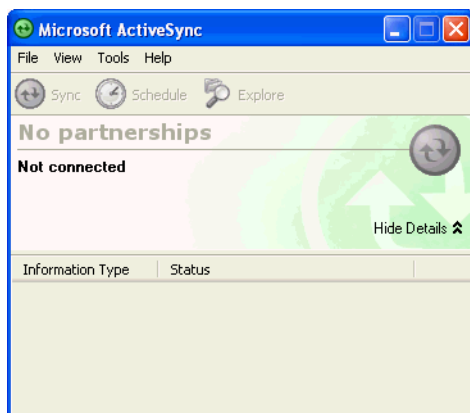 Microsoft ActiveSync
File View Tools Help
Sync Schedule Explore
No partnerships
Not connected
Hide Details
Information Type Status